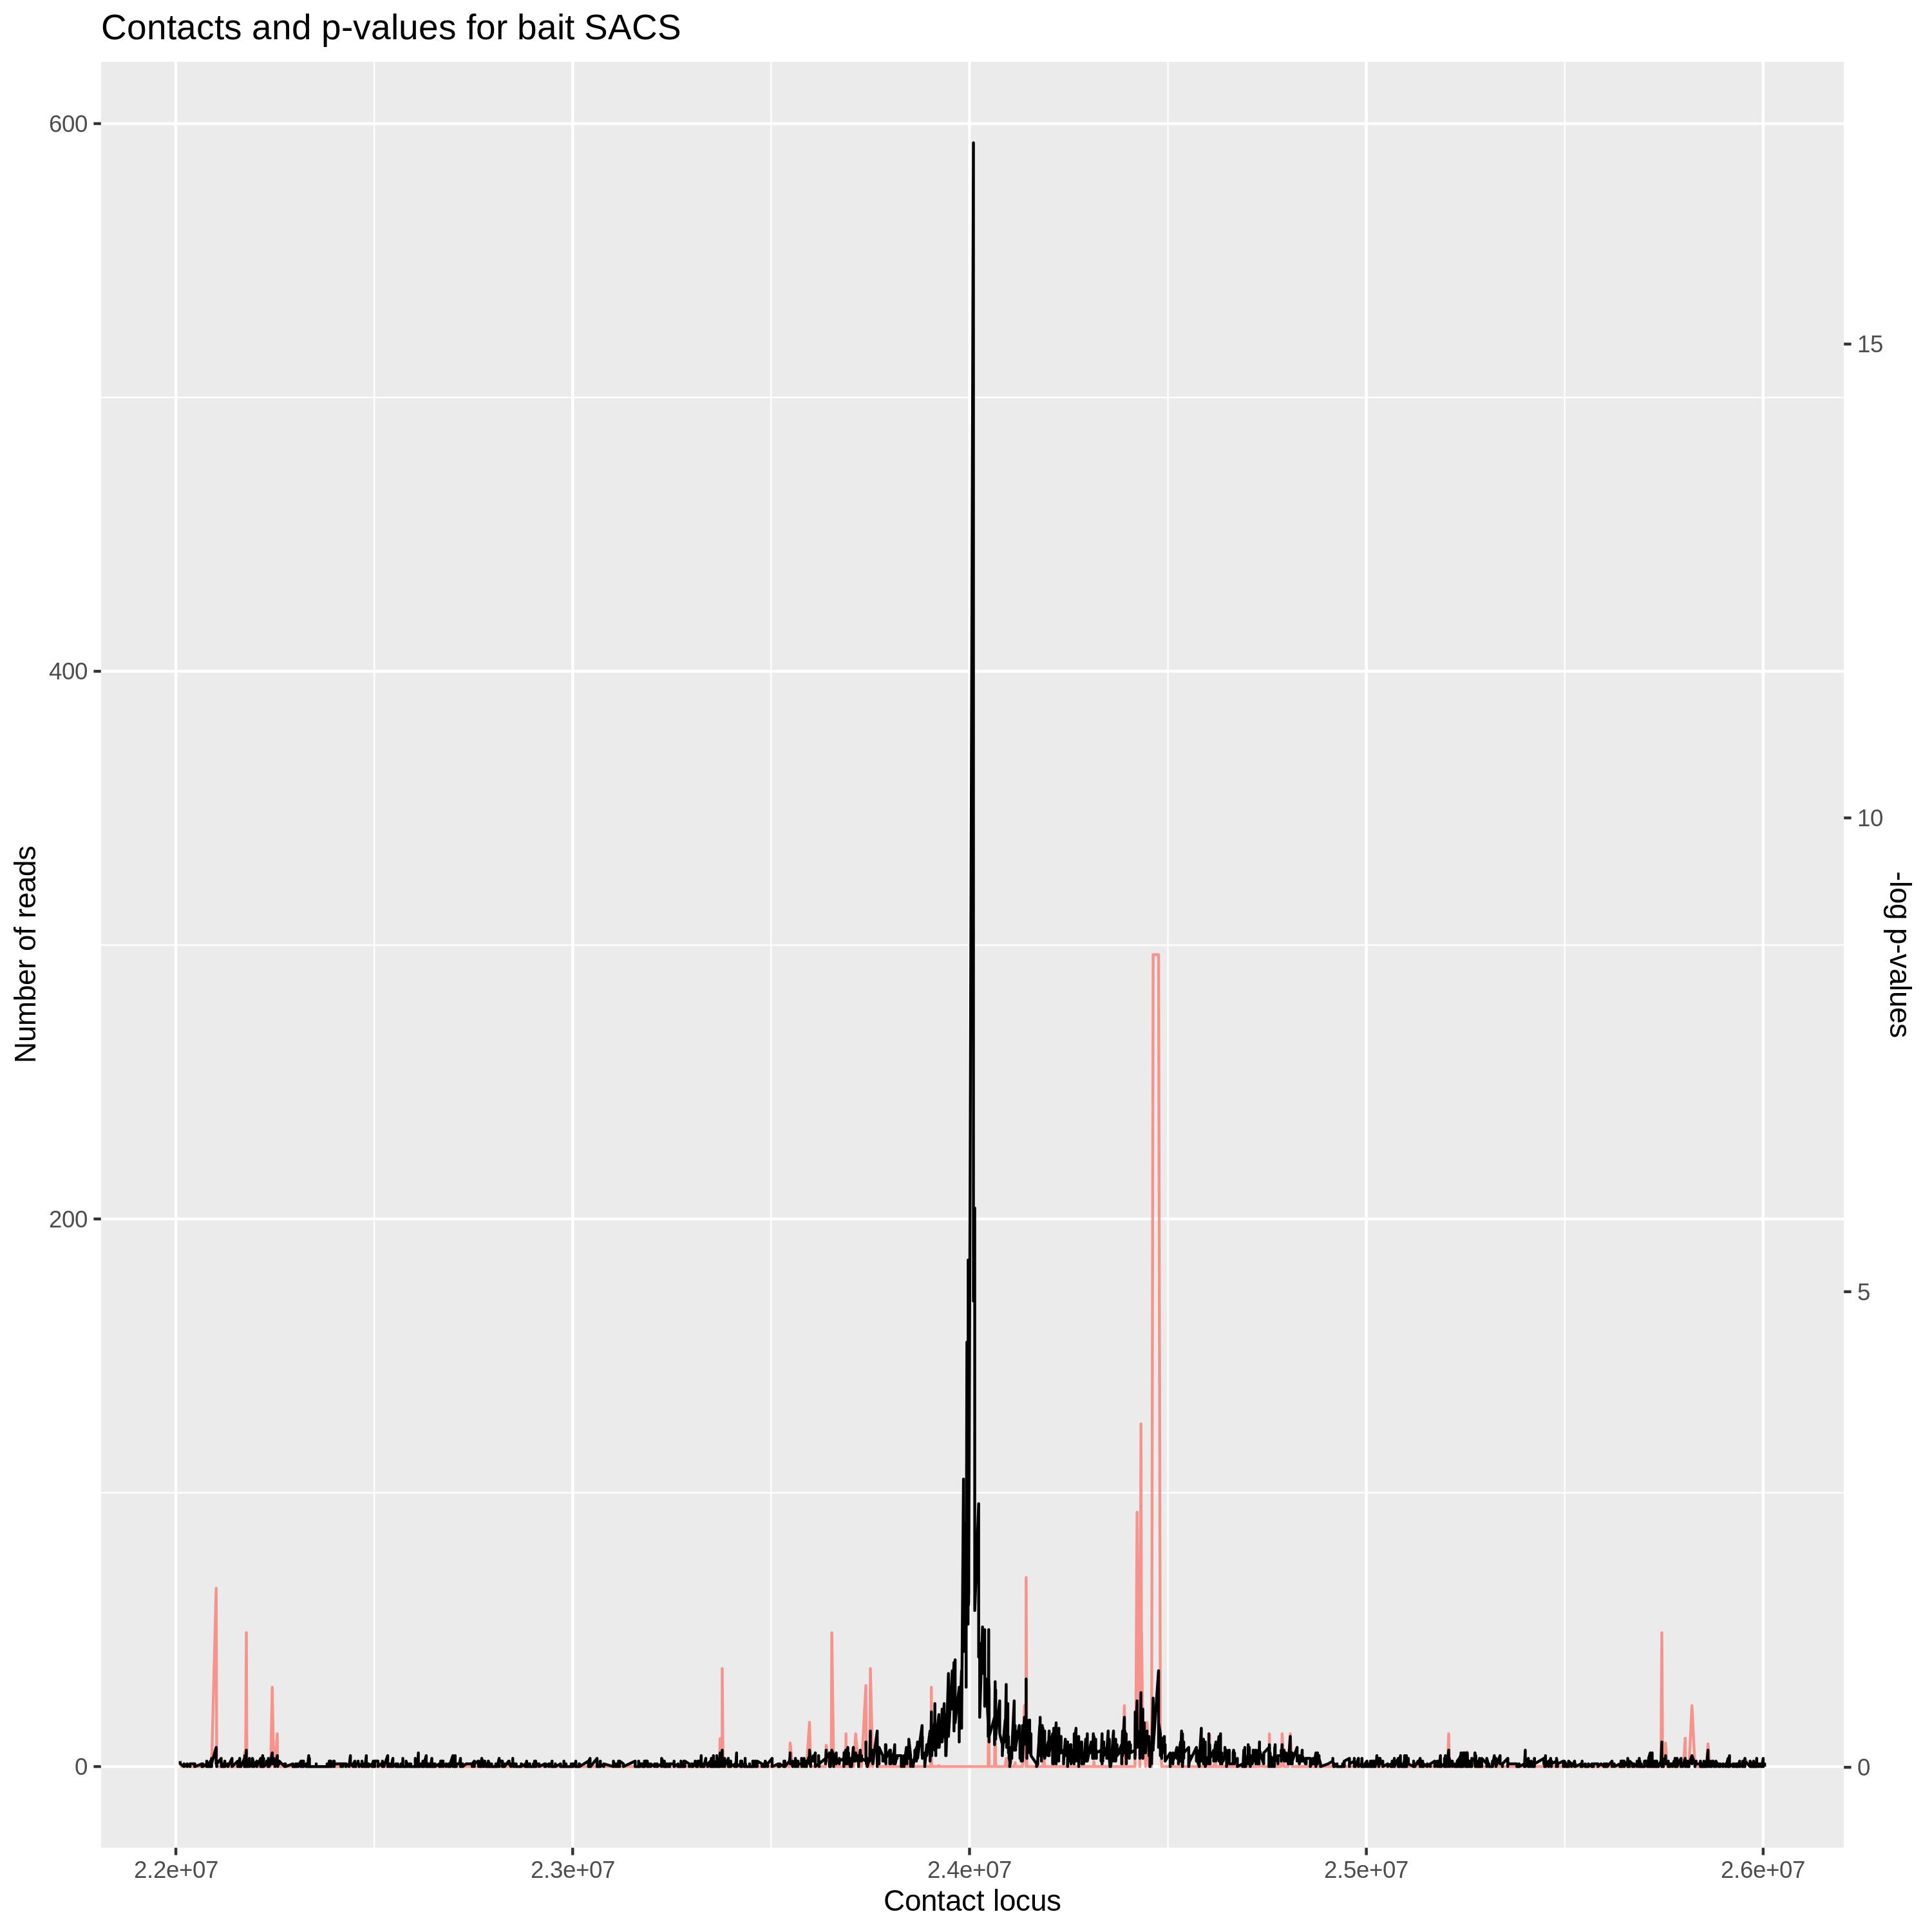 Contacts and p-values for bait SACS
600
400
200
0
15
10
5
0
Number of reads
-log p-values
2.2e+07
2.3e+07
2.4e+07
2.5e+07
2.6e+07
Contact locus